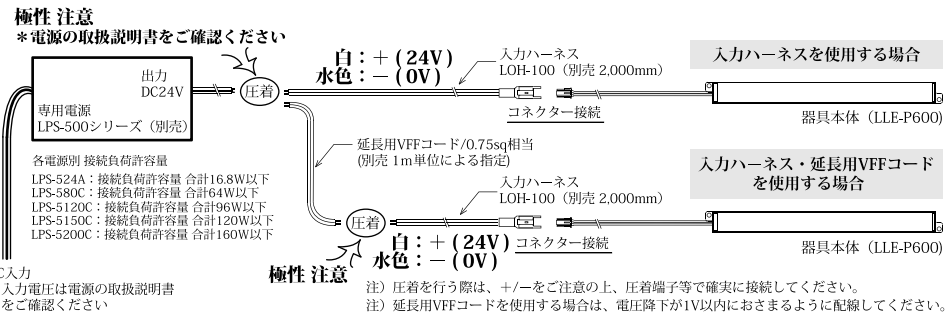 極性 注意
＊電源の取扱説明書をご確認ください
出力
DC24V
専用電源
LPS-500シリーズ（別売）
圧着
白：＋ ( 24V )
水色：－ ( 0V )
入力ハーネス
LOH-100（別売 2,000mm）
コネクター接続
入力ハーネスを使用する場合
器具本体（LLE-P600）
各電源別 接続負荷許容量
LPS-524A：接続負荷許容量 合計16.8W以下
LPS-580C：接続負荷許容量 合計64W以下
LPS-5120C：接続負荷許容量 合計96W以下
LPS-5150C：接続負荷許容量 合計120W以下
LPS-5200C：接続負荷許容量 合計160W以下
延長用VFFコード/0.75sq相当
(別売 1m単位による指定)
入力ハーネス・延長用VFFコード
を使用する場合
入力ハーネス
LOH-100（別売 2,000mm）
圧着
白：＋ ( 24V )
水色：－ ( 0V )
コネクター接続
器具本体（LLE-P600）
極性 注意
C入力
入力電圧は電源の取扱説明書
をご確認ください
注）圧着を行う際は、＋/－をご注意の上、圧着端子等で確実に接続してください。
注）延長用VFFコードを使用する場合は、電圧降下が1V以内におさまるように配線してください。